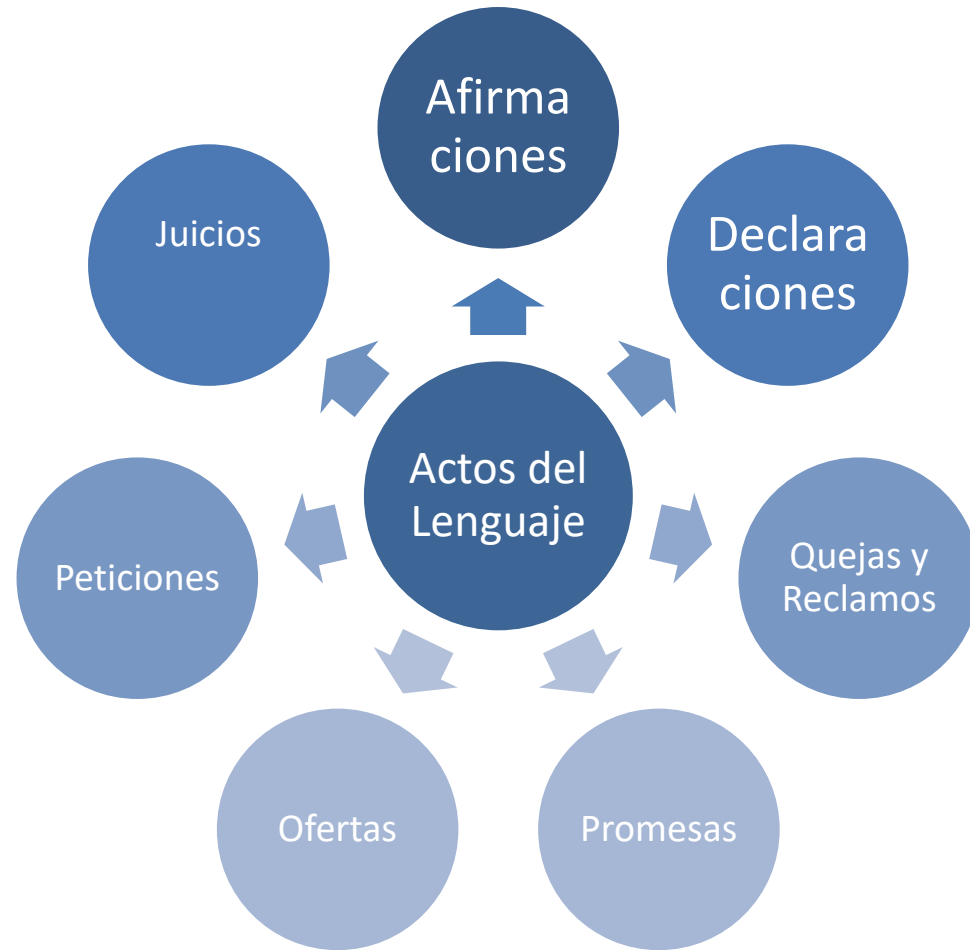 Afirma
ciones
Declara
ciones
Quejas y
Reclamos
Promesas
Ofertas
Peticiones
Juicios
Actos del
Lenguaje